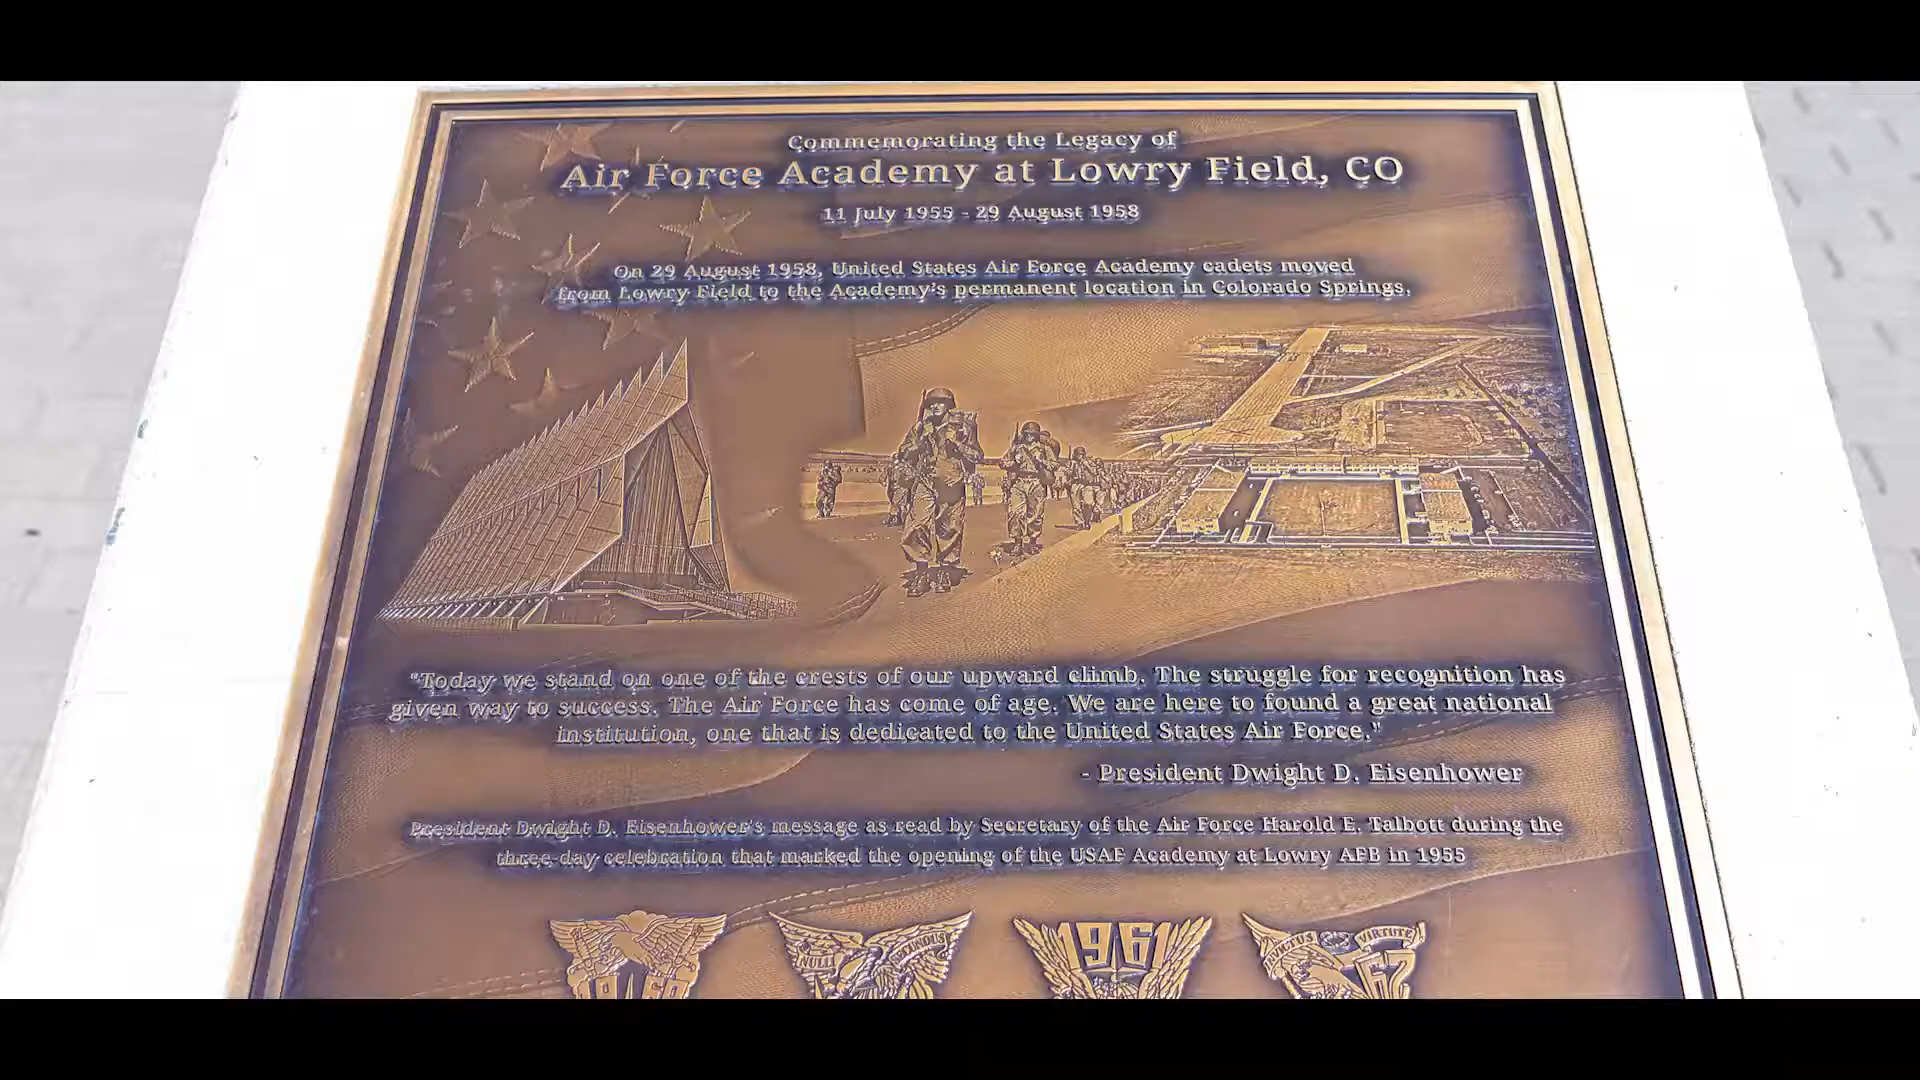 Commemorating the Legacy of
Air Force Academy at Lowry Field, CO
11 July 1955 - 29 August 1958
On 29 August 1958, United States Air Force Academy cadets moved
from Lowry Field to the Academy's permanent location in Colorado Springs.
"Today we stand on one of the crests of our upward climb. The struggle for recognition has
given way to success. The Air Force has come of age. We are here to found a great national
institution, one that is dedicated to the United States Air Force."
- President Dwight D. Eisenhower
President Dwight D. Eisenhower's message as read by Secretary of the Air Force Harold E. Talbott during the
three-day celebration that marked the opening of the USAF Academy at Lowry AFB in 1955
NULLI SECUNDUS
1961
INVICTUS VIRTUTE
62